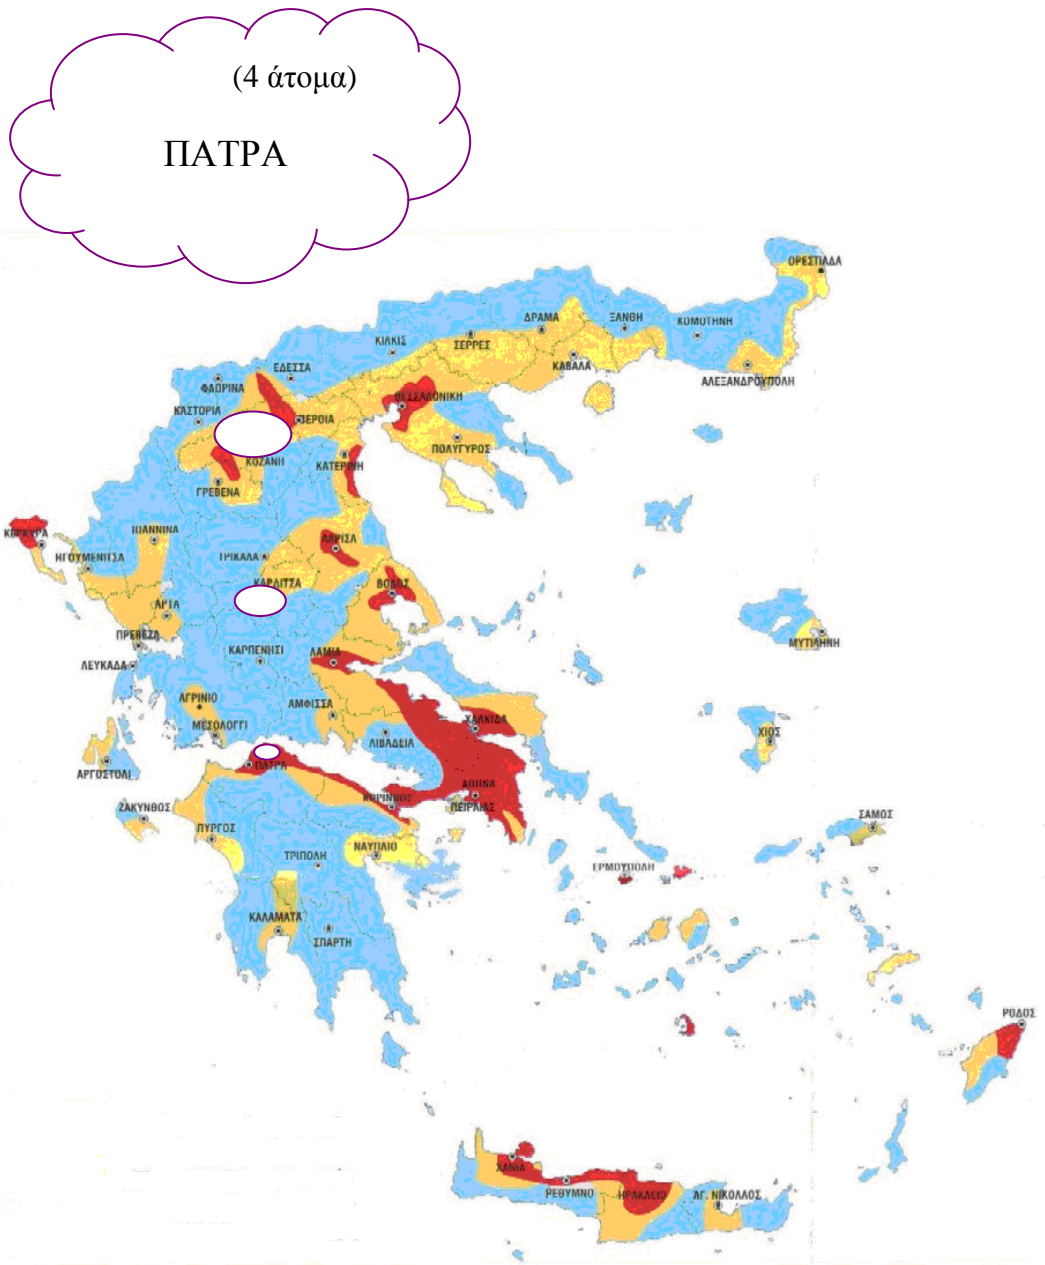 (4 άτομα)
ΠΑΤΡΑ
ΟΡΕΣΤΙΑΔΑ
ΔΡΑΜΑ
ΞΑΝΘΗ
ΚΟΜΟΤΗΝΗ
ΣΕΡΡΕΣ
ΚΙΛΚΙΣ
ΚΑΒΑΛΑ
ΕΔΕΣΣΑ
ΑΛΕΞΑΝΔΡΟΥΠΟΛΗ
ΦΛΩΡΙΝΑ
ΘΕΣΣΑΛΟΝΙΚΗ
ΚΑΣΤΟΡΙΑ
ΒΕΡΟΙΑ
ΠΟΛΥΓΥΡΟΣ
ΚΟΖΑΝΗ
ΚΑΤΕΡΙΝΗ
ΓΡΕΒΕΝΑ
ΚΕΡΚΥΡΑ
ΙΩΑΝΝΙΝΑ
ΛΑΡΙΣΑ
ΗΓΟΥΜΕΝΙΤΣΑ
ΤΡΙΚΑΛΑ
ΚΑΡΔΙΤΣΑ
ΒΟΛΟΣ
ΑΡΤΑ
ΠΡΕΒΕΖΑ
ΜΥΤΙΛΗΝΗ
ΚΑΡΠΕΝΗΣΙ
ΛΑΜΙΑ
ΛΕΥΚΑΔΑ
ΑΓΡΙΝΙΟ
ΑΜΦΙΣΣΑ
ΜΕΣΟΛΟΓΓΙ
ΧΑΛΚΙΔΑ
ΧΙΟΣ
ΛΙΒΑΔΕΙΑ
ΠΑΤΡΑ
ΑΡΓΟΣΤΟΛΙ
ΑΘΗΝΑ
ΚΟΡΙΝΘΟΣ
ΠΕΙΡΑΙΑΣ
ΖΑΚΥΝΘΟΣ
ΣΑΜΟΣ
ΠΥΡΓΟΣ
ΝΑΥΠΛΙΟ
ΤΡΙΠΟΛΗ
ΕΡΜΟΥΠΟΛΗ
ΚΑΛΑΜΑΤΑ
ΣΠΑΡΤΗ
ΡΟΔΟΣ
ΧΑΝΙΑ
ΡΕΘΥΜΝΟ
ΗΡΑΚΛΕΙΟ
ΑΓ. ΝΙΚΟΛΛΟΣ